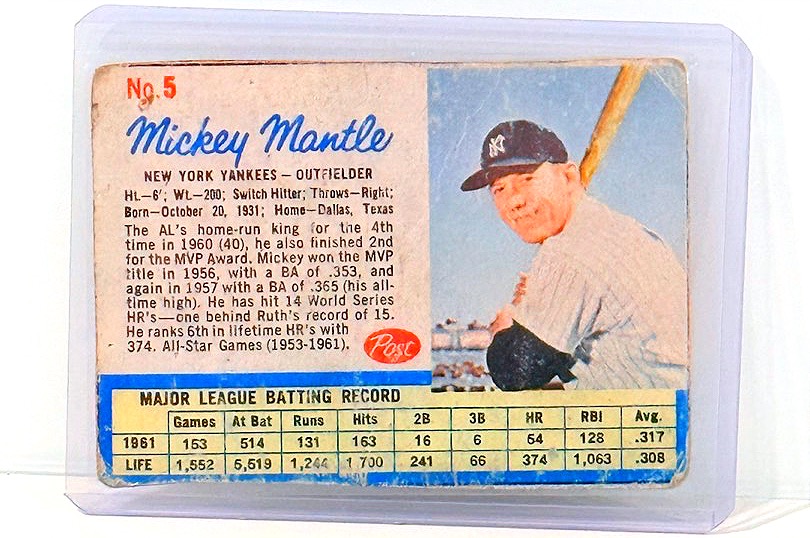 No. 5
Mickey Mantle
NEW YORK YANKEES — OUTFIELDER
Ht.—6'; Wt.—200; Switch Hitter; Throws—Right;
Born—October 20, 1931; Home—Dallas, Texas
The AL's home-run king for the 4th
time in 1960 (40), he also finished 2nd
for the MVP Award. Mickey won the MVP
title in 1956, with a BA of .353, and
again in 1957 with a BA of .365 (his all-
time high). He has hit 14 World Series
HR's—one behind Ruth's record of 15.
He ranks 6th in lifetime HR's with
374. All-Star Games (1953-1961).
Post
NY
MAJOR LEAGUE BATTING RECORD
Games At Bat Runs Hits 2B 3B HR RBI Avg.
1961 153 514 131 163 16 6 54 128 .317
LIFE 1,552 5,519 1,244 1,700 241 66 374 1,063 .308